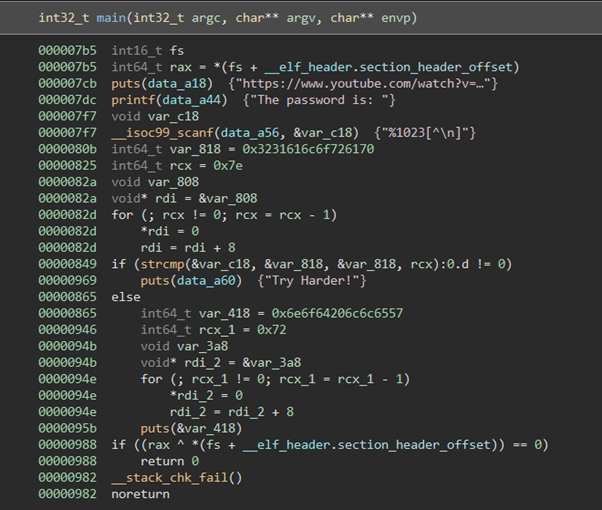 int32_t main(int32_t argc, char** argv, char** envp)
000007b5 int16_t fs
000007b5 int64_t rax = *(fs + __elf_header.section_header_offset)
000007cb puts(data_a18) {"https://www.youtube.com/watch?v=…"}
000007dc printf(data_a44) {"The password is: "}
000007f7 void var_c18
000007f7 __isoc99_scanf(data_a56, &var_c18) {"%1023[^\n]"}
0000080b int64_t var_818 = 0x3231616c6f726170
00000825 int64_t rcx = 0x7e
0000082a void var_808
0000082a void* rdi = &var_808
0000082d for (; rcx != 0; rcx = rcx - 1)
0000082d *rdi = 0
0000082d rdi = rdi + 8
00000849 if (strcmp(&var_c18, &var_818, &var_818, rcx):0.d != 0)
00000969 puts(data_a60) {"Try Harder!"}
00000865 else
00000865 int64_t var_418 = 0x6e6f64206c6c6557
00000946 int64_t rcx_1 = 0x72
0000094b void var_3a8
0000094b void* rdi_2 = &var_3a8
0000094e for (; rcx_1 != 0; rcx_1 = rcx_1 - 1)
0000094e *rdi_2 = 0
0000094e rdi_2 = rdi_2 + 8
0000095b puts(&var_418)
00000988 if ((rax ^ *(fs + __elf_header.section_header_offset)) == 0)
00000988 return 0
00000982 __stack_chk_fail()
00000982 noreturn